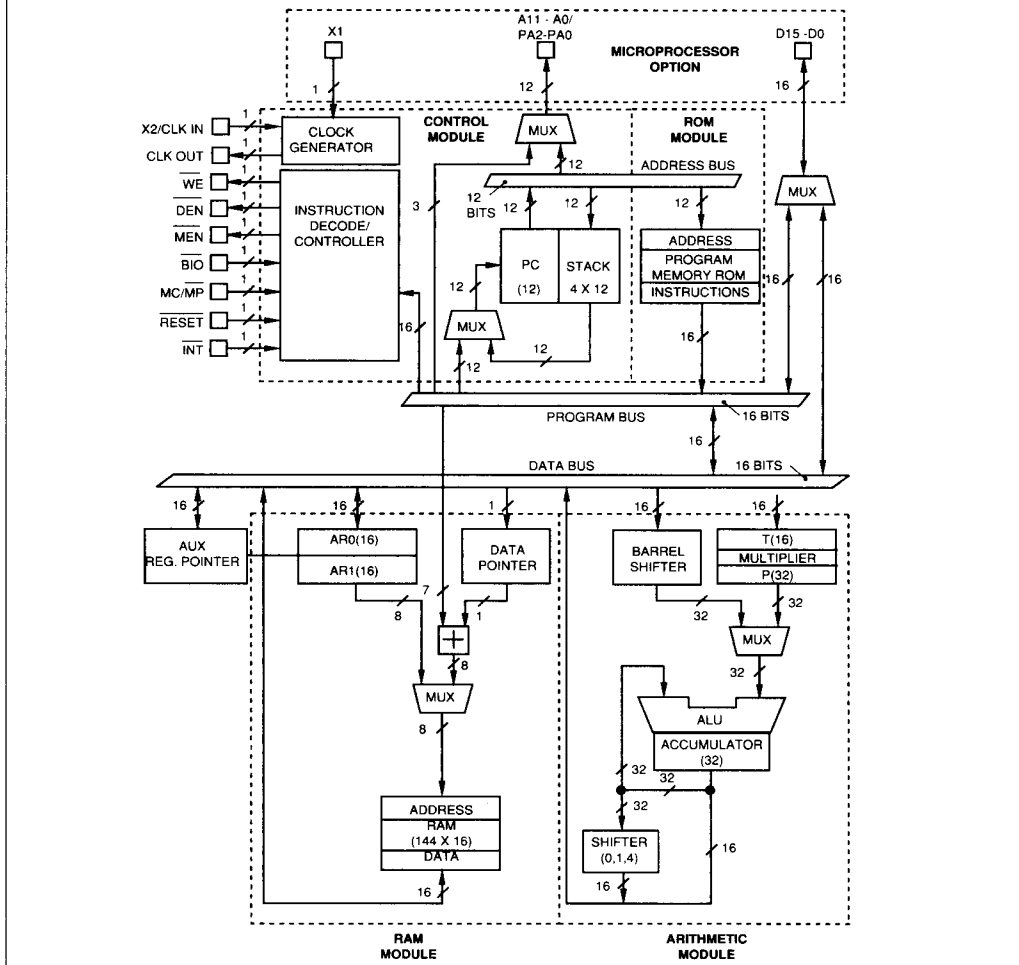 X1
A11 - A0/
PA2-PA0
D15 -D0
MICROPROCESSOR
OPTION
1
12
16
X2/CLK IN
1
CLOCK
GENERATOR
CONTROL
MODULE
MUX
ROM
MODULE
CLK OUT
1
12
ADDRESS BUS
MUX
WE
1
3
12
BITS
12
12
12
DEN
1
INSTRUCTION
DECODE/
CONTROLLER
MEN
1
PC
(12)
STACK
4 X 12
ADDRESS
PROGRAM
MEMORY ROM
INSTRUCTIONS
16
16
BIO
1
12
MC/MP
1
RESET
1
16
MUX
16
INT
1
12
12
PROGRAM BUS
16 BITS
16
DATA BUS
16 BITS
16
16
1
16
16
AUX
REG. POINTER
AR0(16)
AR1(16)
DATA
POINTER
BARREL
SHIFTER
T(16)
MULTIPLIER
P(32)
8
7
1
32
32
+
MUX
8
MUX
32
8
ALU
ACCUMULATOR
(32)
32
32
32
ADDRESS
RAM
(144 X 16)
DATA
SHIFTER
(0,1,4)
16
16
16
RAM
MODULE
ARITHMETIC
MODULE